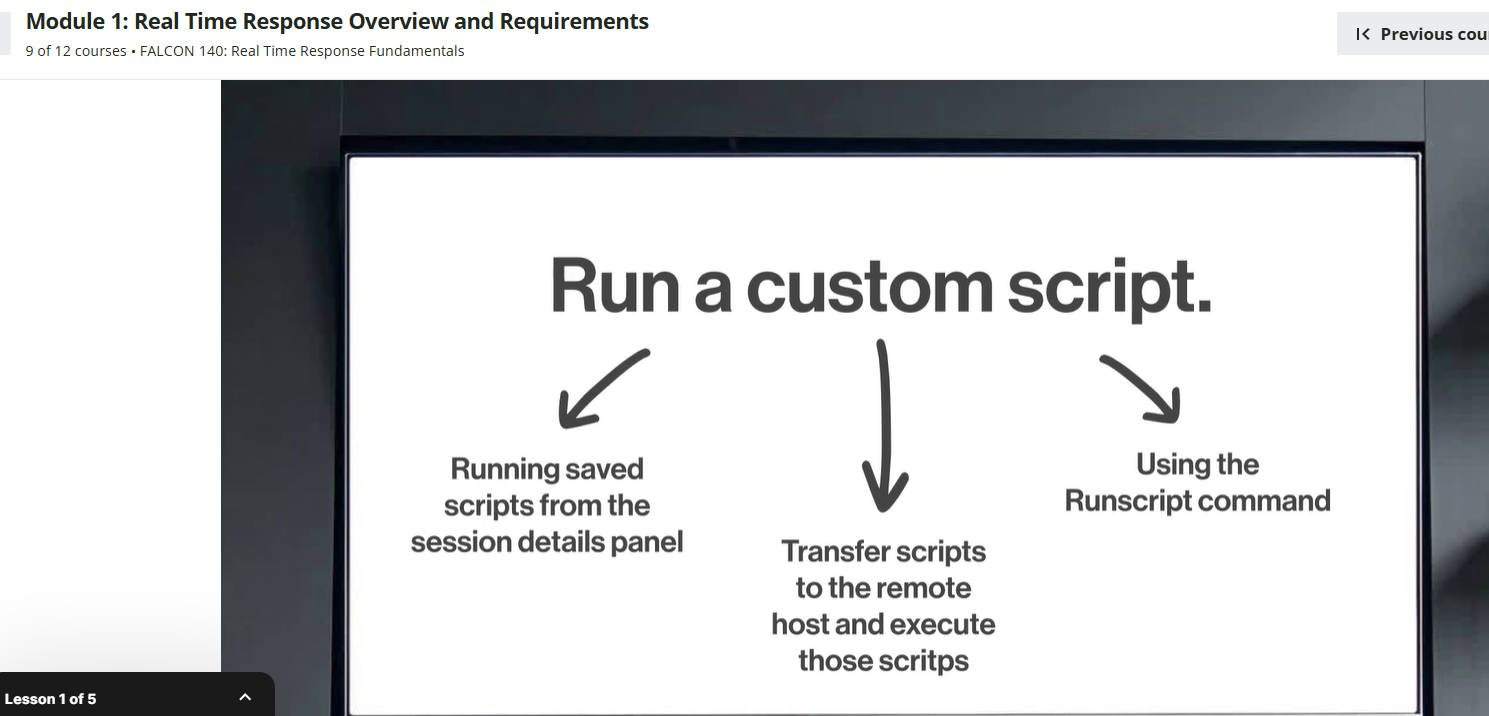 Module 1: Real Time Response Overview and Requirements
9 of 12 courses • FALCON 140: Real Time Response Fundamentals
Previous cou
Run a custom script.
Running saved
scripts from the
session details panel
Transfer scripts
to the remote
host and execute
those scritps
Using the
Runscript command
Lesson 1 of 5